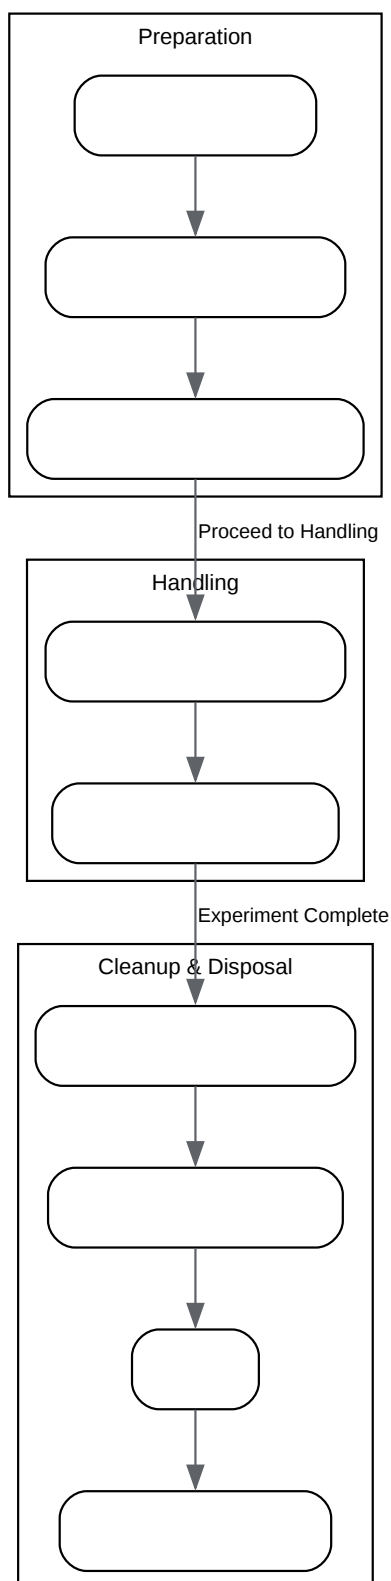 Preparation
Proceed to Handling
Handling
Experiment Complete
Cleanup & Disposal